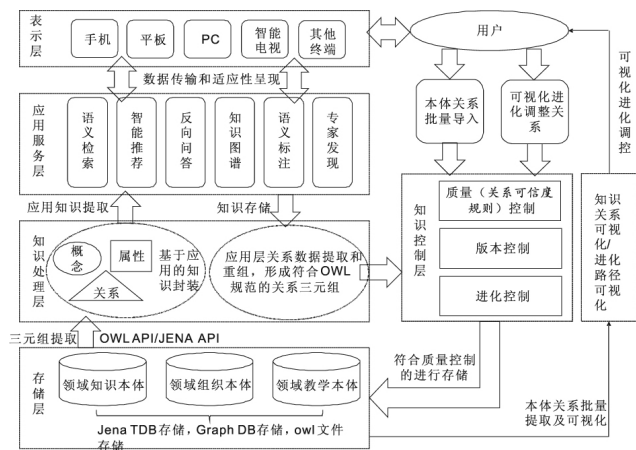 表示层
手机
平板
PC
智能
电视
其他
终端
用户
数据传输和适应性呈现
本体关系
批量导入
可视化进
化调整关
系
可视化进化调控
应用服务层
语义检索
智能推荐
反向问答
知识图谱
语义标注
专家发现
应用知识提取
知识存储
知识处理层
概
念
属性
关系
基于应
用的知
识封装
应用层关系数据提取和
重组，形成符合OWL
规范的关系三元组
知识控制层
质量（关系可信度
规则）控制
版本控制
进化控制
知识
关系
可视
化/
进化
路径
可视
化
三元组提取
OWL API/JENA API
存储层
领域知识本体
领域组织本体
领域教学本体
Jena TDB存储，Graph DB存储，owl文件
存储
符合质量控制
的进行存储
本体关系批量
提取及可视化